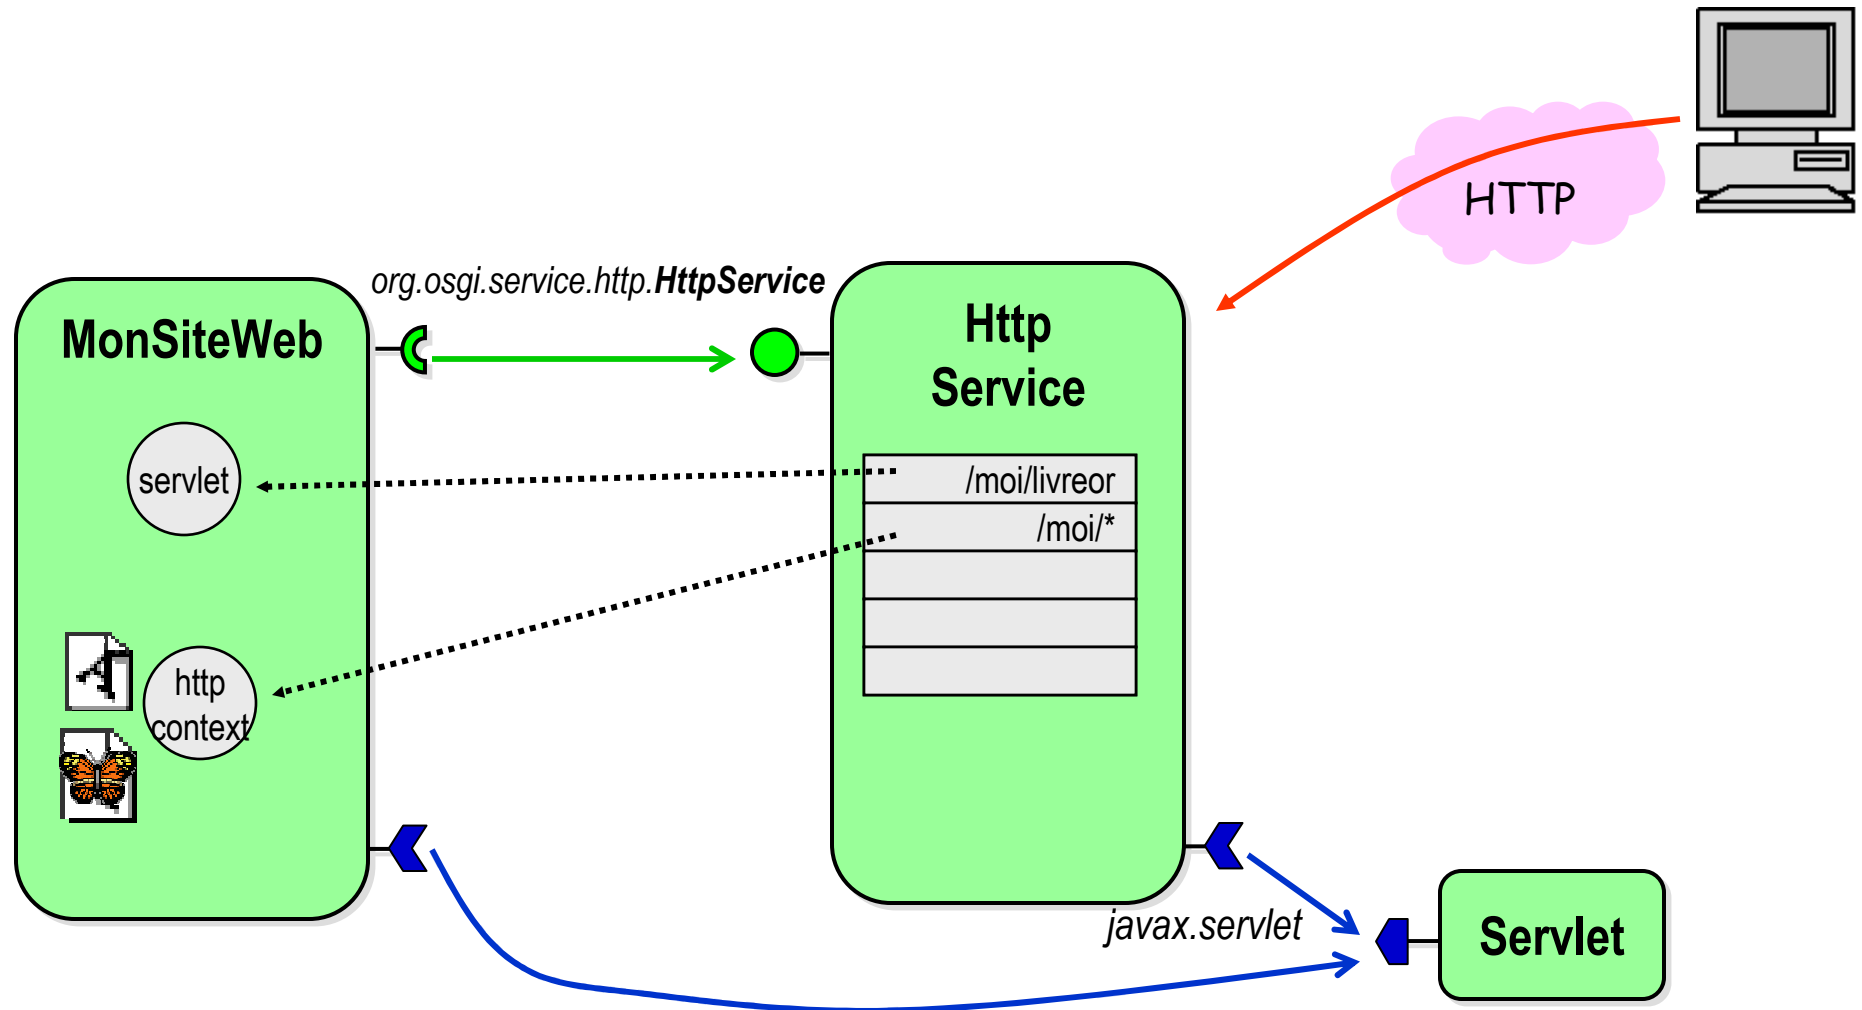 HTTP
org.osgi.service.http.HttpService
MonSiteWeb
Http
Service
servlet
/moi/livreor
/moi/*
http
context
javax.servlet
Servlet